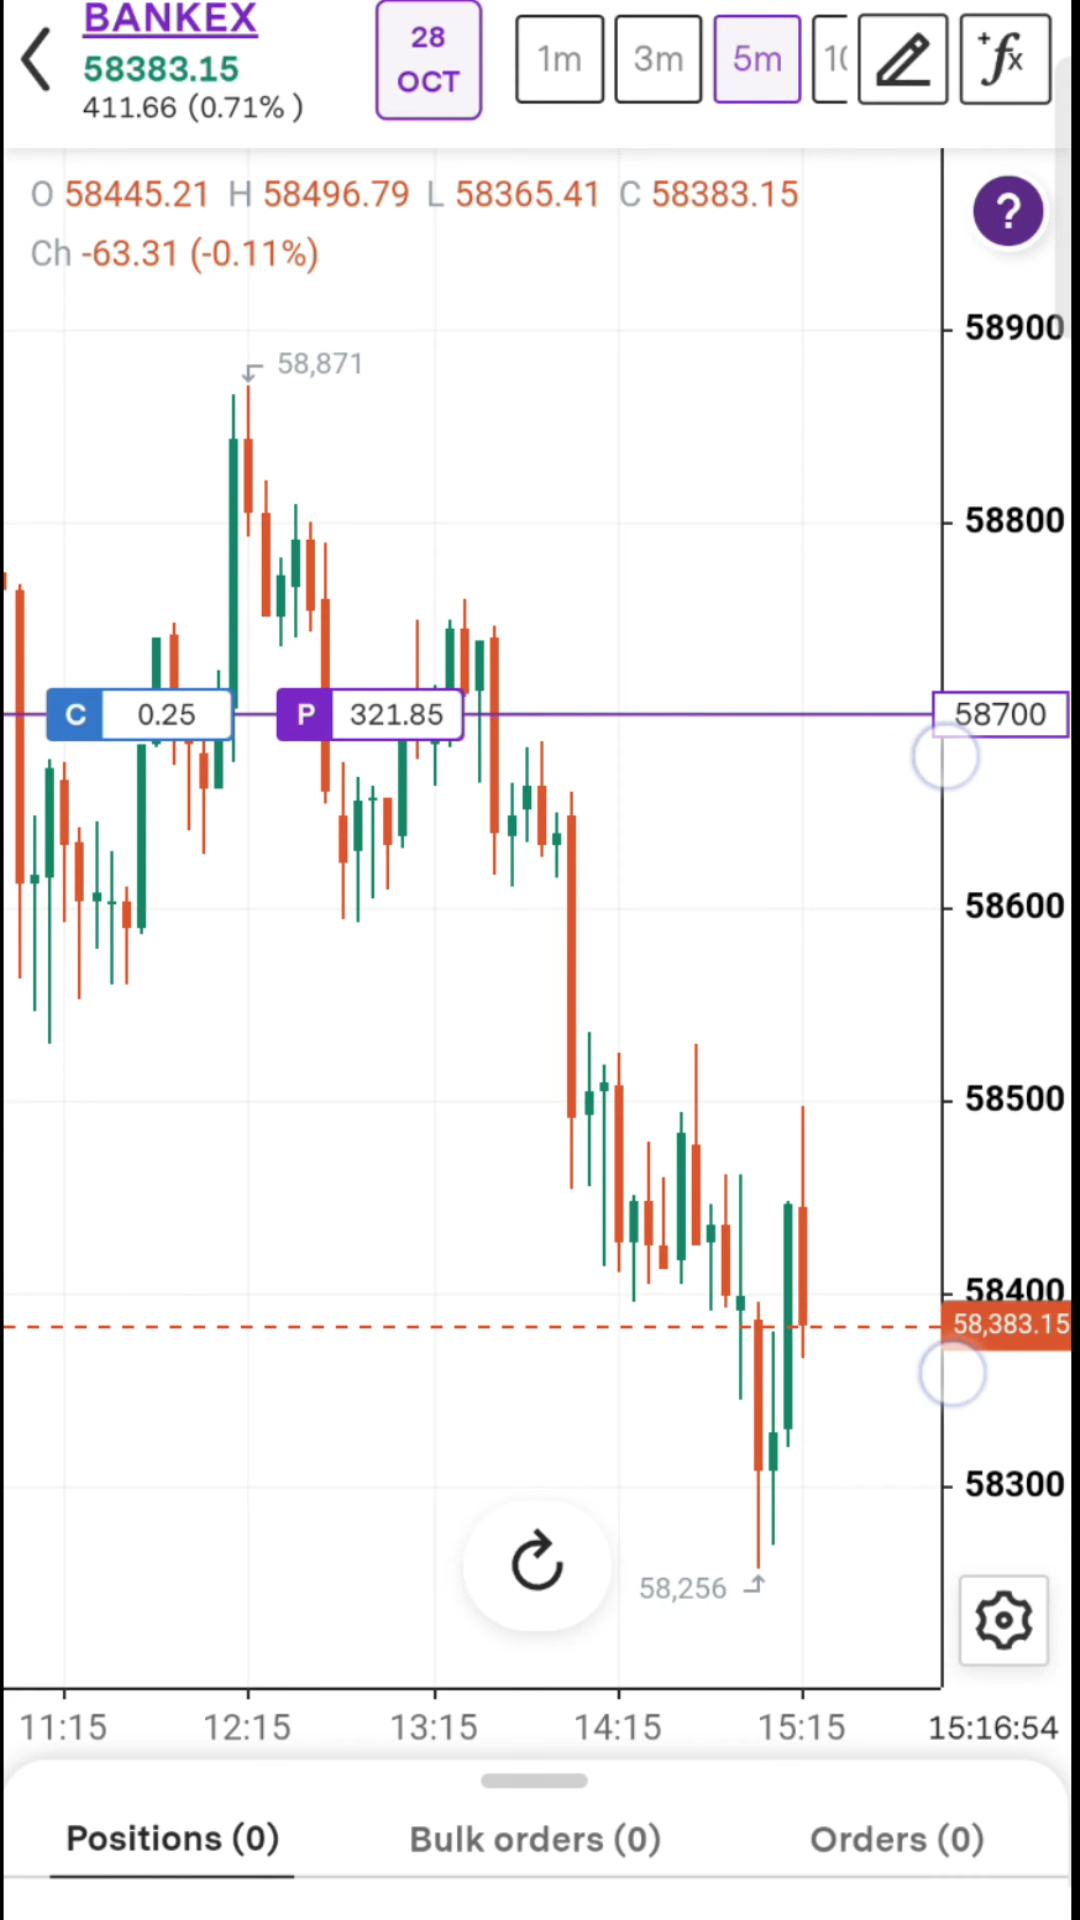 BANKEX
58383.15
411.66 (0.71% )
28
OCT
1m
3m
5m
+fx
O 58445.21 H 58496.79 L 58365.41 C 58383.15
Ch -63.31 (-0.11%)
?
58900
58,871
58800
C 0.25
P 321.85
58700
58600
58500
58400
58,383.15
58300
58,256
11:15 12:15 13:15 14:15 15:15 15:16:54
Positions (0) Bulk orders (0) Orders (0)